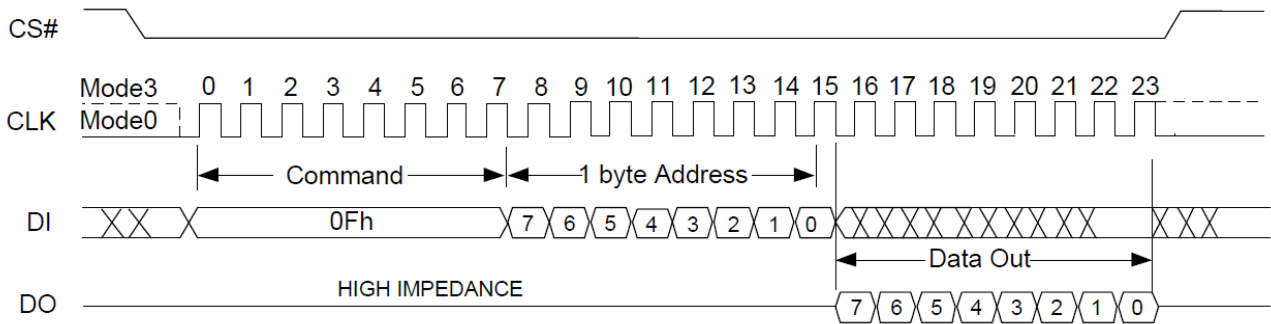 CS#
Mode3 0 1 2 3 4 5 6 7 8 9 10 11 12 13 14 15 16 17 18 19 20 21 22 23
CLK Mode0
Command 1 byte Address
DI 0Fh 7 6 5 4 3 2 1 0
Data Out
HIGH IMPEDANCE
DO 7 6 5 4 3 2 1 0